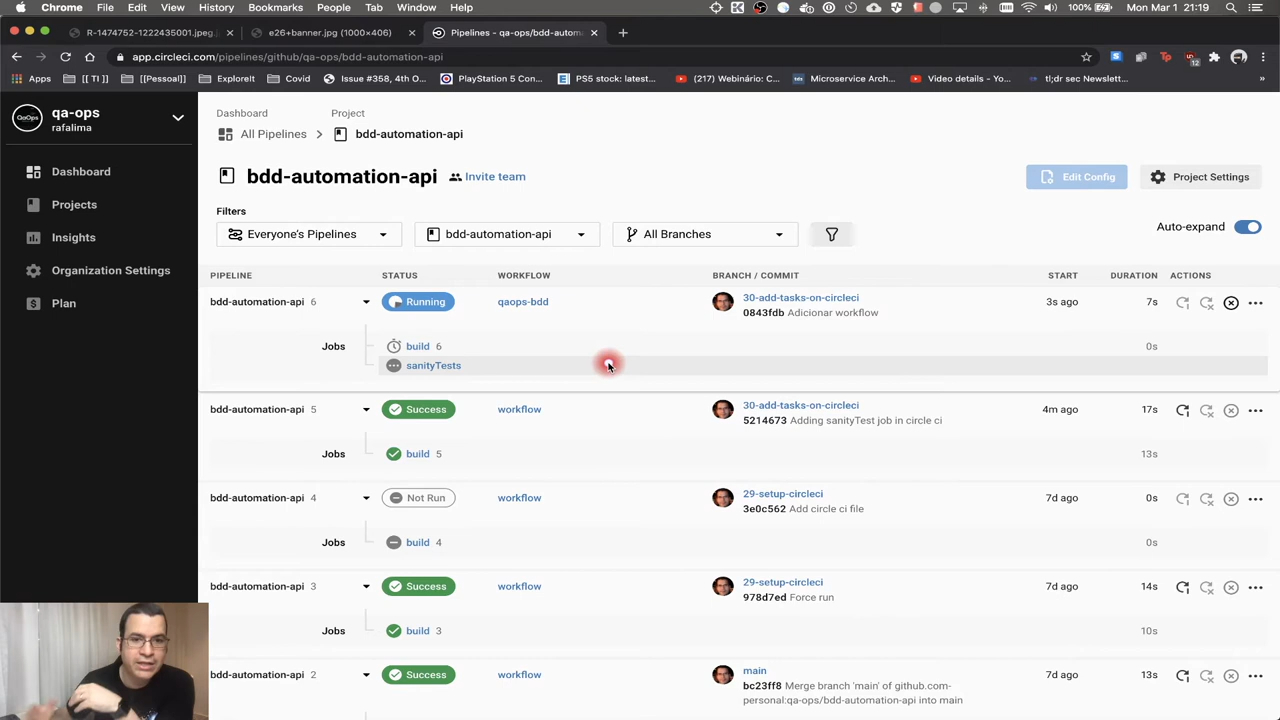 Chrome File Edit View History Bookmarks Profiles Tab Window Help 100% Mon Mar 1 21:19
R-1474752-1222435001.jpeg.j e26+banner.jpg (1000×406) Pipelines - qa-ops/bdd-autom
app.circleci.com/pipelines/github/qa-ops/bdd-automation-api
Apps [[ TI ]] [[Pessoal]] ExploreIt Covid Issue #358, 4th O... PlayStation 5 Con... PS5 stock: latest... (217) Webinário: C... Microservice Arch... Video details - Yo... tl;dr sec Newslett... »
qa-ops
rafalima
Dashboard
Projects
Insights
Organization Settings
Plan
Dashboard Project
All Pipelines > bdd-automation-api
bdd-automation-api Invite team Edit Config Project Settings
Filters
Everyone's Pipelines bdd-automation-api All Branches Auto-expand
PIPELINE STATUS WORKFLOW BRANCH / COMMIT START DURATION ACTIONS
bdd-automation-api 6 Running qaops-bdd 30-add-tasks-on-circleci 3s ago 7s
0843fdb Adicionar workflow
Jobs build 6 0s
sanityTests
bdd-automation-api 5 Success workflow 30-add-tasks-on-circleci 4m ago 17s
5214673 Adding sanityTest job in circle ci
Jobs build 5 13s
bdd-automation-api 4 Not Run workflow 29-setup-circleci 7d ago 0s
3e0c562 Add circle ci file
Jobs build 4 0s
bdd-automation-api 3 Success workflow 29-setup-circleci 7d ago 14s
978d7ed Force run
Jobs build 3 10s
bdd-automation-api 2 Success workflow main 7d ago 13s
bc23ff8 Merge branch 'main' of github.com-
personal:qa-ops/bdd-automation-api into main